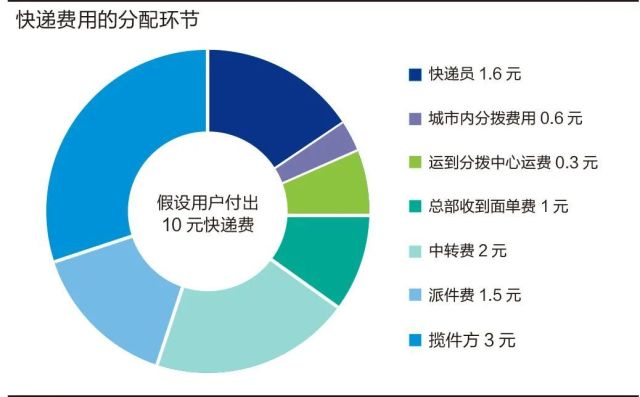 快递费用的分配环节
假设用户付出
10 元快递费
快递员 1.6 元
城市内分拨费用 0.6 元
运到分拨中心运费 0.3 元
总部收到面单费 1 元
中转费 2 元
派件费 1.5 元
揽件方 3 元